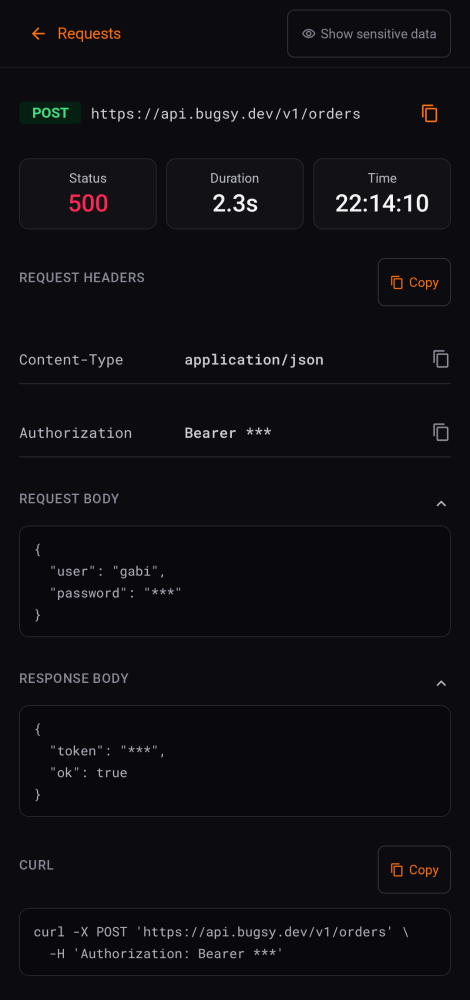 Requests
Show sensitive data
POST https://api.bugsy.dev/v1/orders
Status
500
Duration
2.3s
Time
22:14:10
REQUEST HEADERS
Copy
Content-Type application/json
Authorization Bearer ***
REQUEST BODY
{
  "user": "gabi",
  "password": "***"
}
RESPONSE BODY
{
  "token": "***",
  "ok": true
}
CURL
Copy
curl -X POST 'https://api.bugsy.dev/v1/orders' \
  -H 'Authorization: Bearer ***'